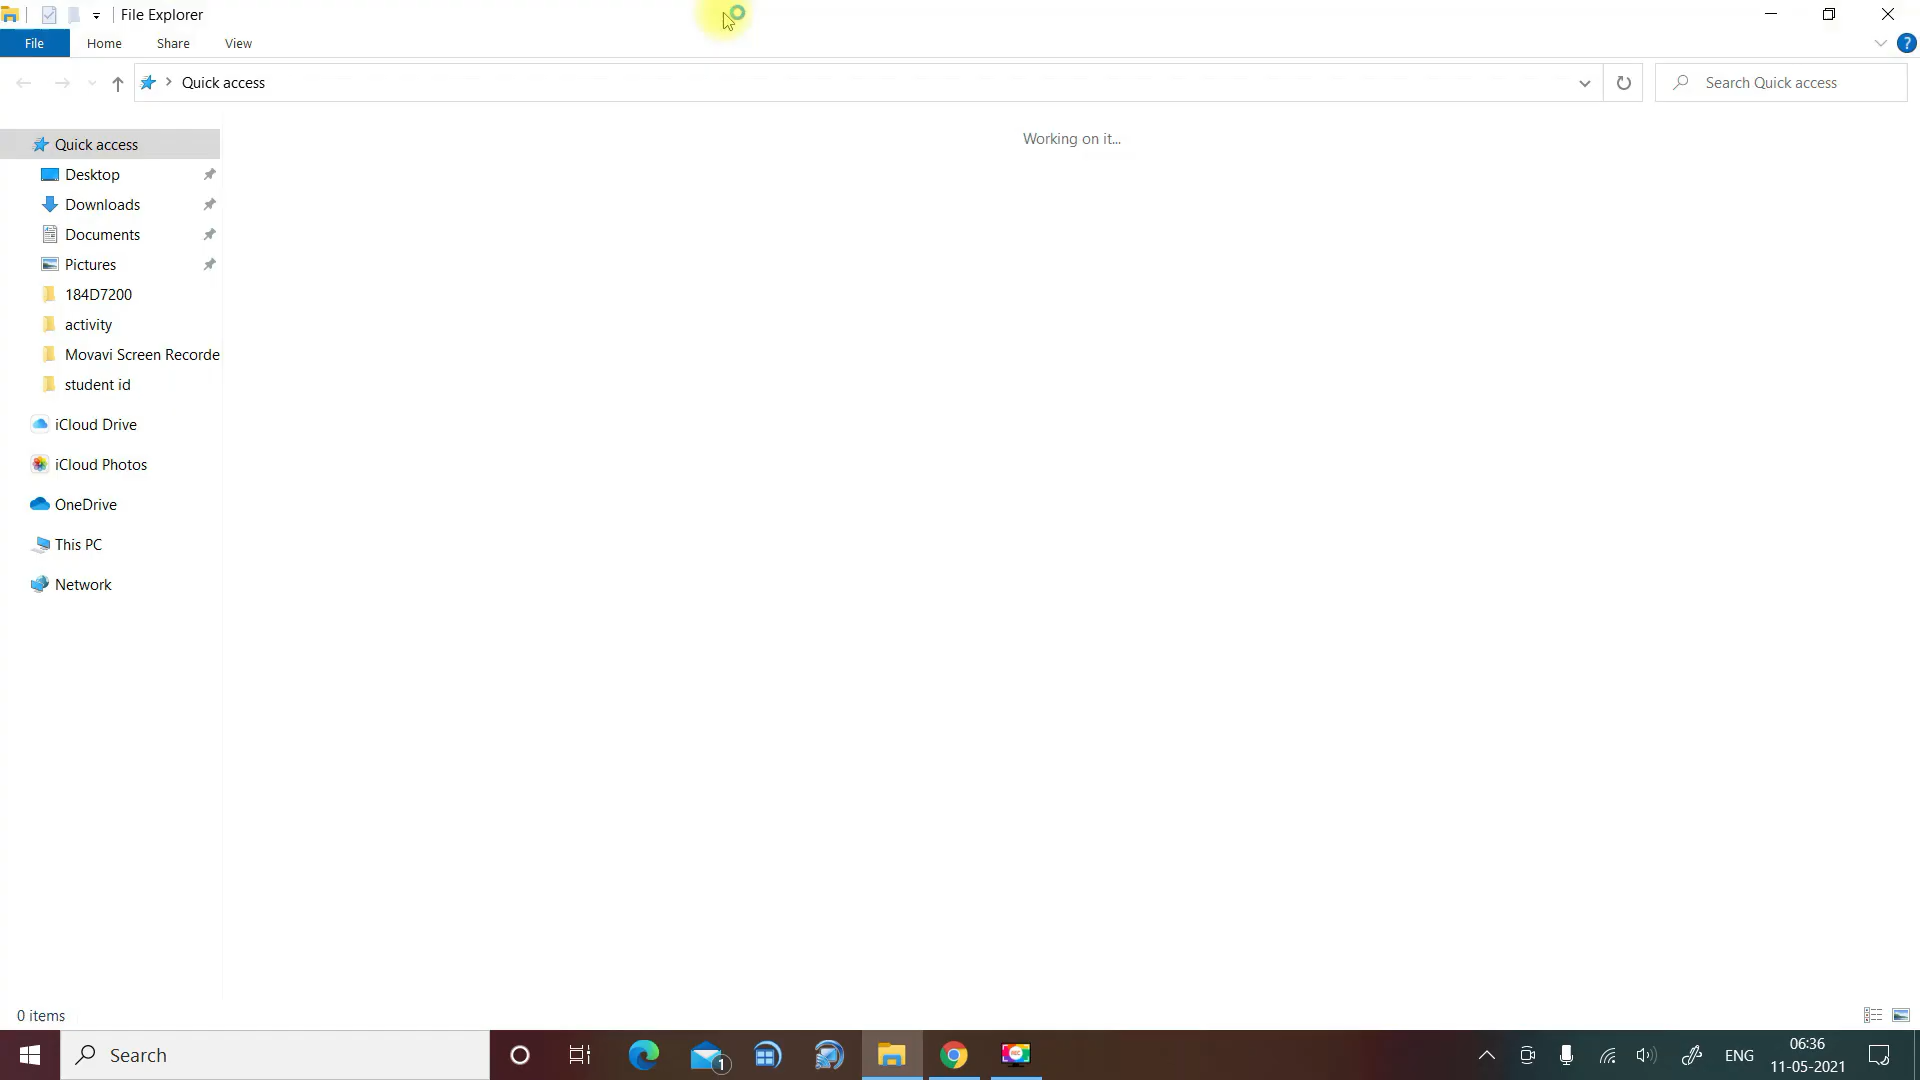 File Explorer
File Home Share View ?
Quick access Search Quick access
Working on it...
Quick access
Desktop
Downloads
Documents
Pictures
184D7200
activity
Movavi Screen Recorde
student id
iCloud Drive
iCloud Photos
OneDrive
This PC
Network
0 items
Search 1 ENG 06:36
11-05-2021